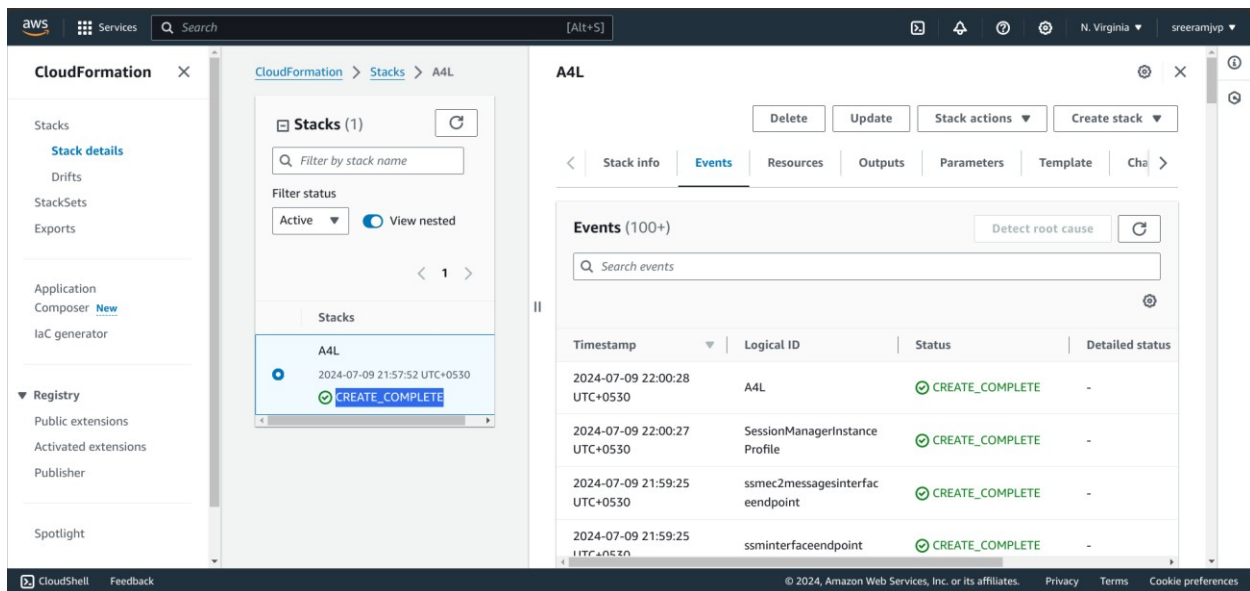 aws
Services
Search
[Alt+S]
N. Virginia
sreeramjvp
CloudFormation
Stacks
Stack details
Drifts
StackSets
Exports
Application
Composer New
IaC generator
Registry
Public extensions
Activated extensions
Publisher
Spotlight
CloudFormation > Stacks > A4L
Stacks (1)
Filter by stack name
Filter status
Active
View nested
1
Stacks
A4L
2024-07-09 21:57:52 UTC+0530
CREATE_COMPLETE
A4L
Delete
Update
Stack actions
Create stack
Stack info
Events
Resources
Outputs
Parameters
Template
Cha
Events (100+)
Detect root cause
Search events
Timestamp
Logical ID
Status
Detailed status
2024-07-09 22:00:28
UTC+0530
A4L
CREATE_COMPLETE
-
2024-07-09 22:00:27
UTC+0530
SessionManagerInstance
Profile
CREATE_COMPLETE
-
2024-07-09 21:59:25
UTC+0530
ssmec2messagesinterfac
eendpoint
CREATE_COMPLETE
-
2024-07-09 21:59:25
UTC+0530
ssminterfaceendpoint
CREATE_COMPLETE
-
CloudShell
Feedback
© 2024, Amazon Web Services, Inc. or its affiliates.
Privacy
Terms
Cookie preferences